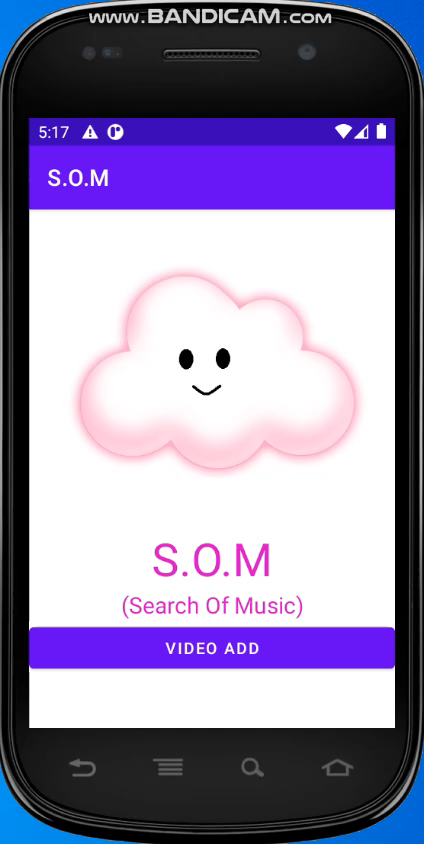 www.BANDICAM.com
5:17
S.O.M
S.O.M
(Search Of Music)
VIDEO ADD